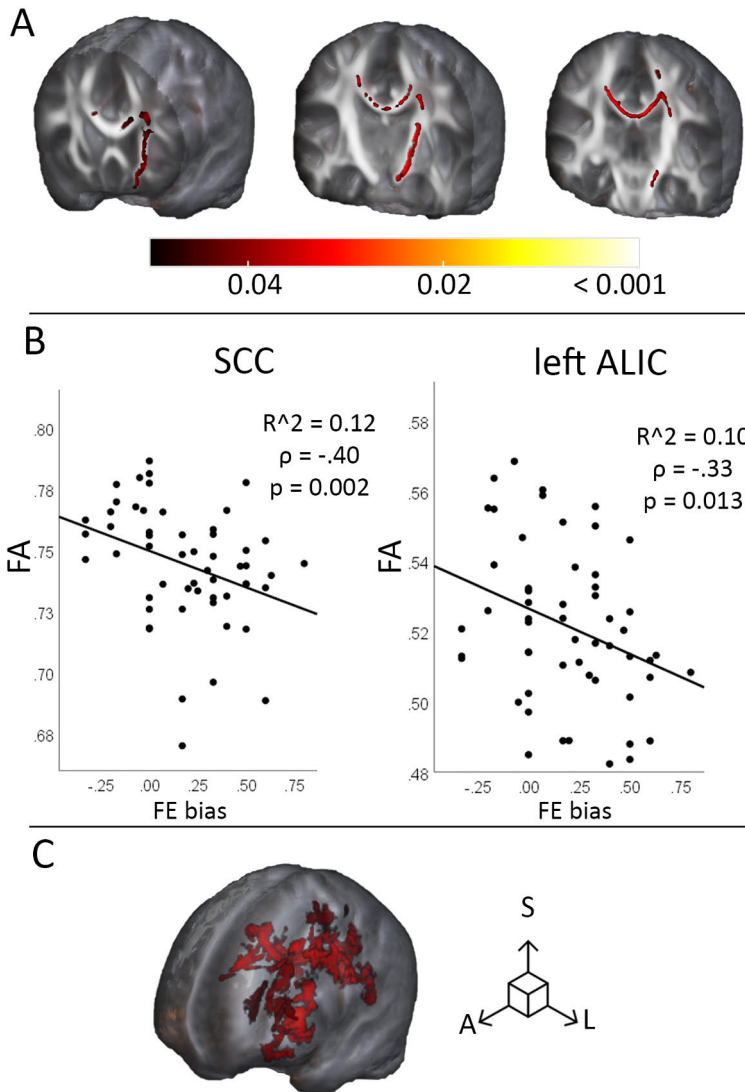 A
0.04 0.02 < 0.001
B
SCC
R^2 = 0.12
ρ = -.40
p = 0.002
FA
.80
.78
.75
.73
.70
.68
-.25 .00 .25 .50 .75
FE bias
left ALIC
R^2 = 0.10
ρ = -.33
p = 0.013
FA
.58
.56
.54
.52
.50
.48
-.25 .00 .25 .50 .75
FE bias
C
S
A L